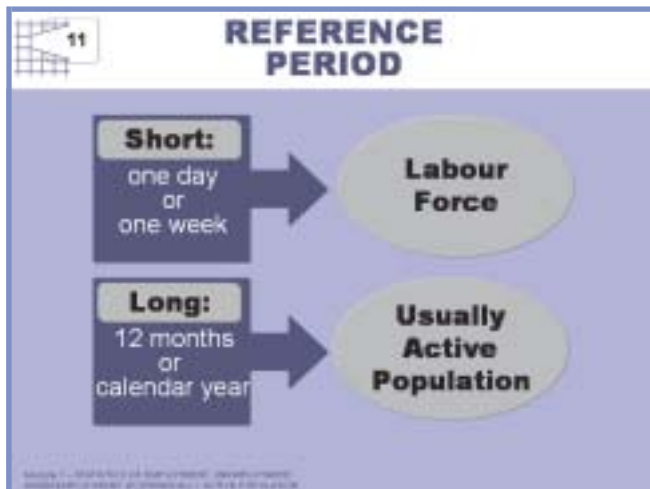 11
REFERENCE
PERIOD
Short:
one day
or
one week
Labour
Force
Long:
12 months
or
calendar year
Usually
Active
Population